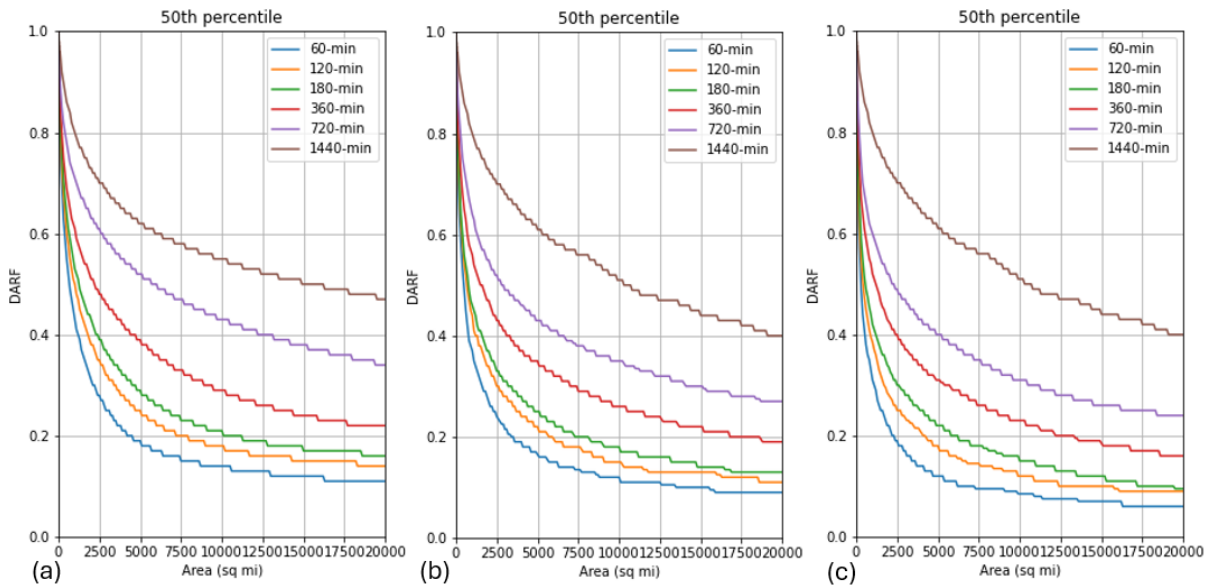 50th percentile
1.0
0.8
0.6
0.4
0.2
0.0
DARF
60-min
120-min
180-min
360-min
720-min
1440-min
0 2500 5000 7500 10000 12500 15000 17500 20000
Area (sq mi)
(a)
50th percentile
1.0
0.8
0.6
0.4
0.2
0.0
DARF
60-min
120-min
180-min
360-min
720-min
1440-min
0 2500 5000 7500 10000 12500 15000 17500 20000
Area (sq mi)
(b)
50th percentile
1.0
0.8
0.6
0.4
0.2
0.0
DARF
60-min
120-min
180-min
360-min
720-min
1440-min
0 2500 5000 7500 10000 12500 15000 17500 20000
Area (sq mi)
(c)